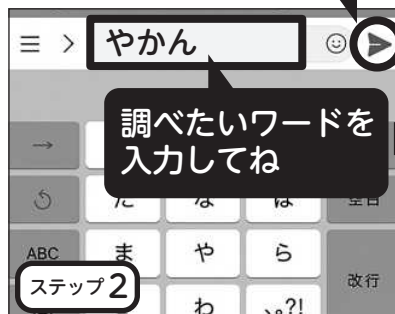 やかん
調べたいワードを
入力してね
→
た
な
は
空白
ABC
ま
や
ら
改行
ステップ2
わ
、。?!